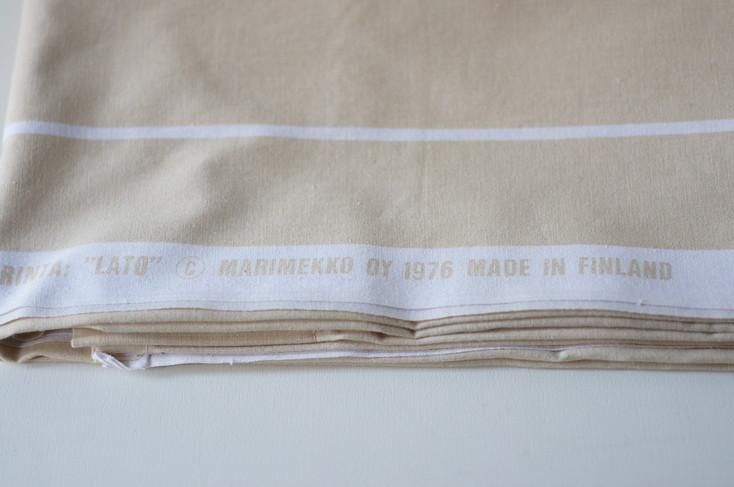 RINTA: "LATO" © MARIMEKKO OY 1976 MADE IN FINLAND